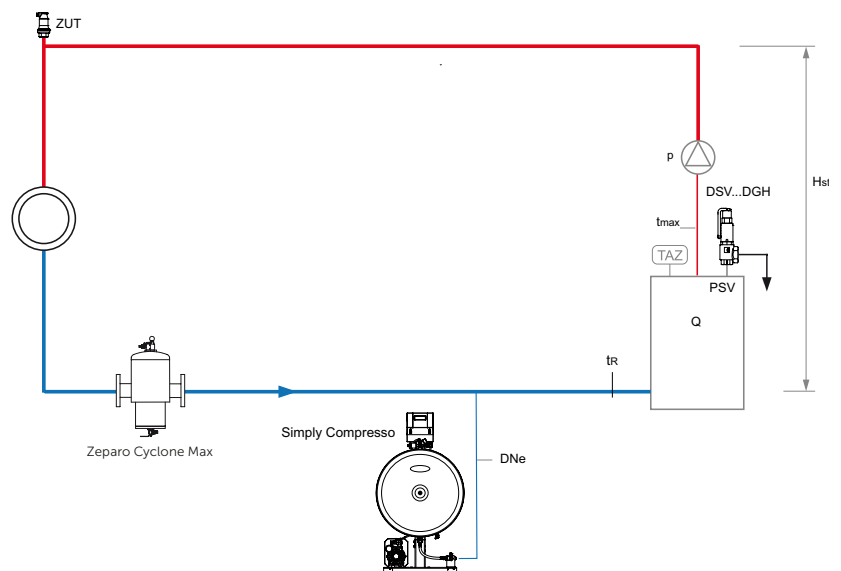 ZUT
p
Hst
DSV...DGH
tmax
TAZ
PSV
Q
tR
Simply Compresso
Zeparo Cyclone Max
DNe